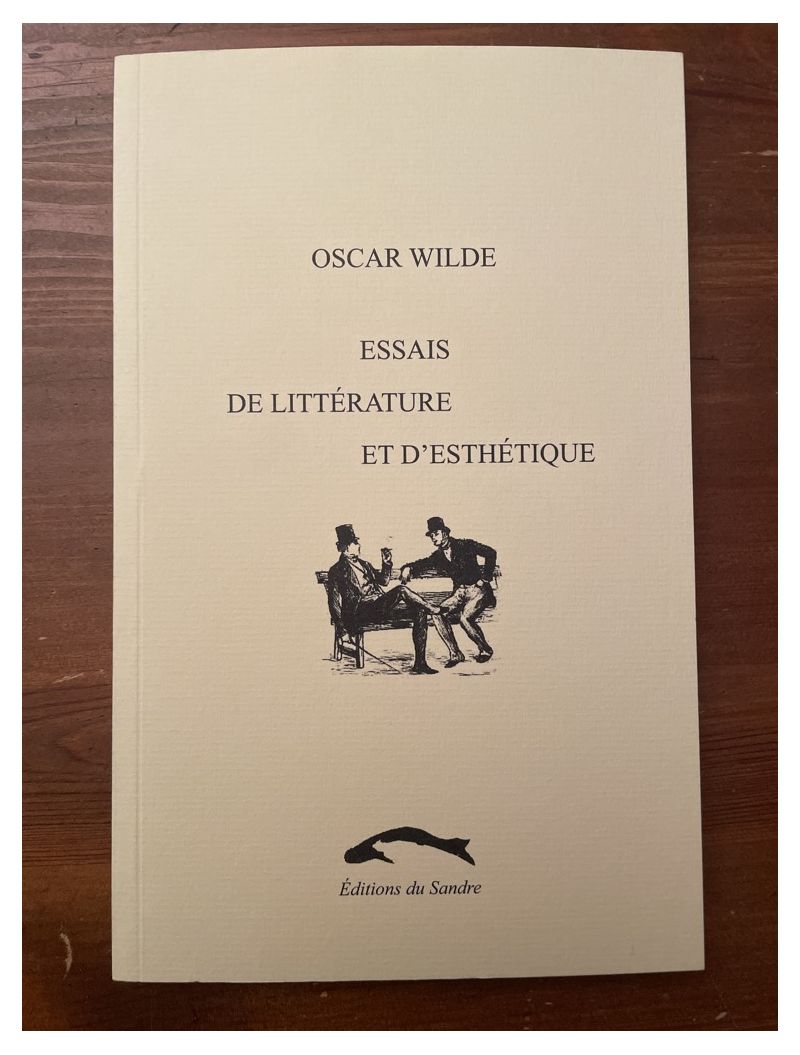 OSCAR WILDE
ESSAIS
DE LITTÉRATURE
ET D’ESTHÉTIQUE
Éditions du Sandre